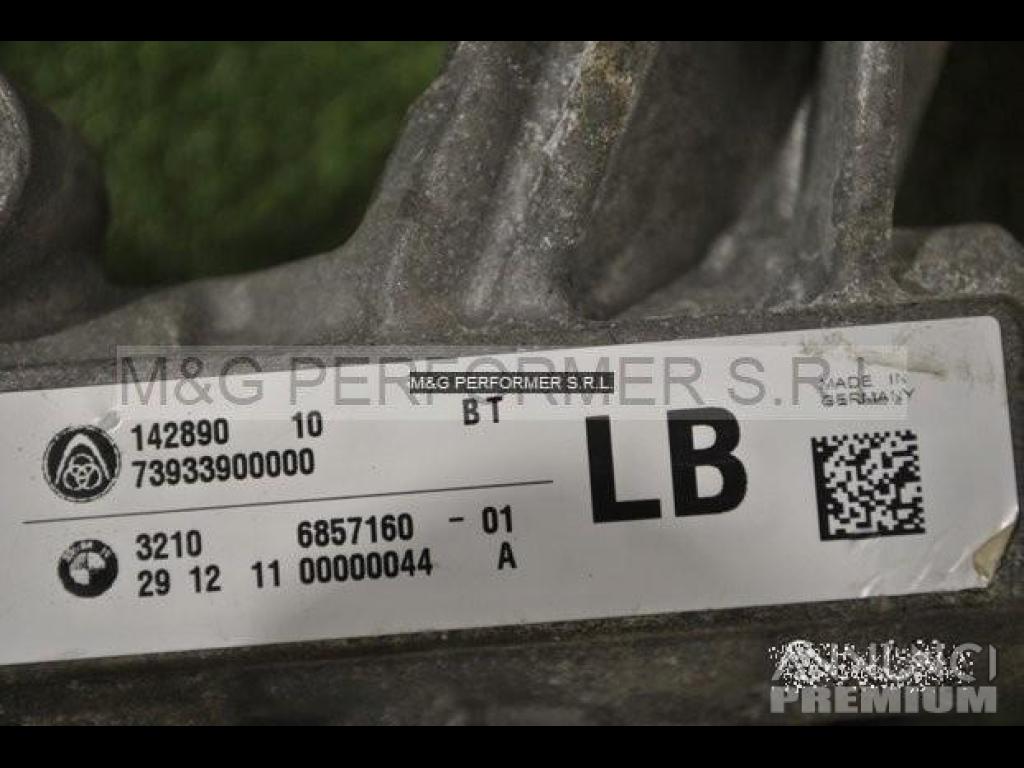 M&G PERFORMER S.R.L.
M&G PERFORMER S.R.L.
MADE IN
GERMANY
142890 10 BT
73933900000
LB
3210 6857160 - 01
29 12 11 00000044 A
PREMIUM